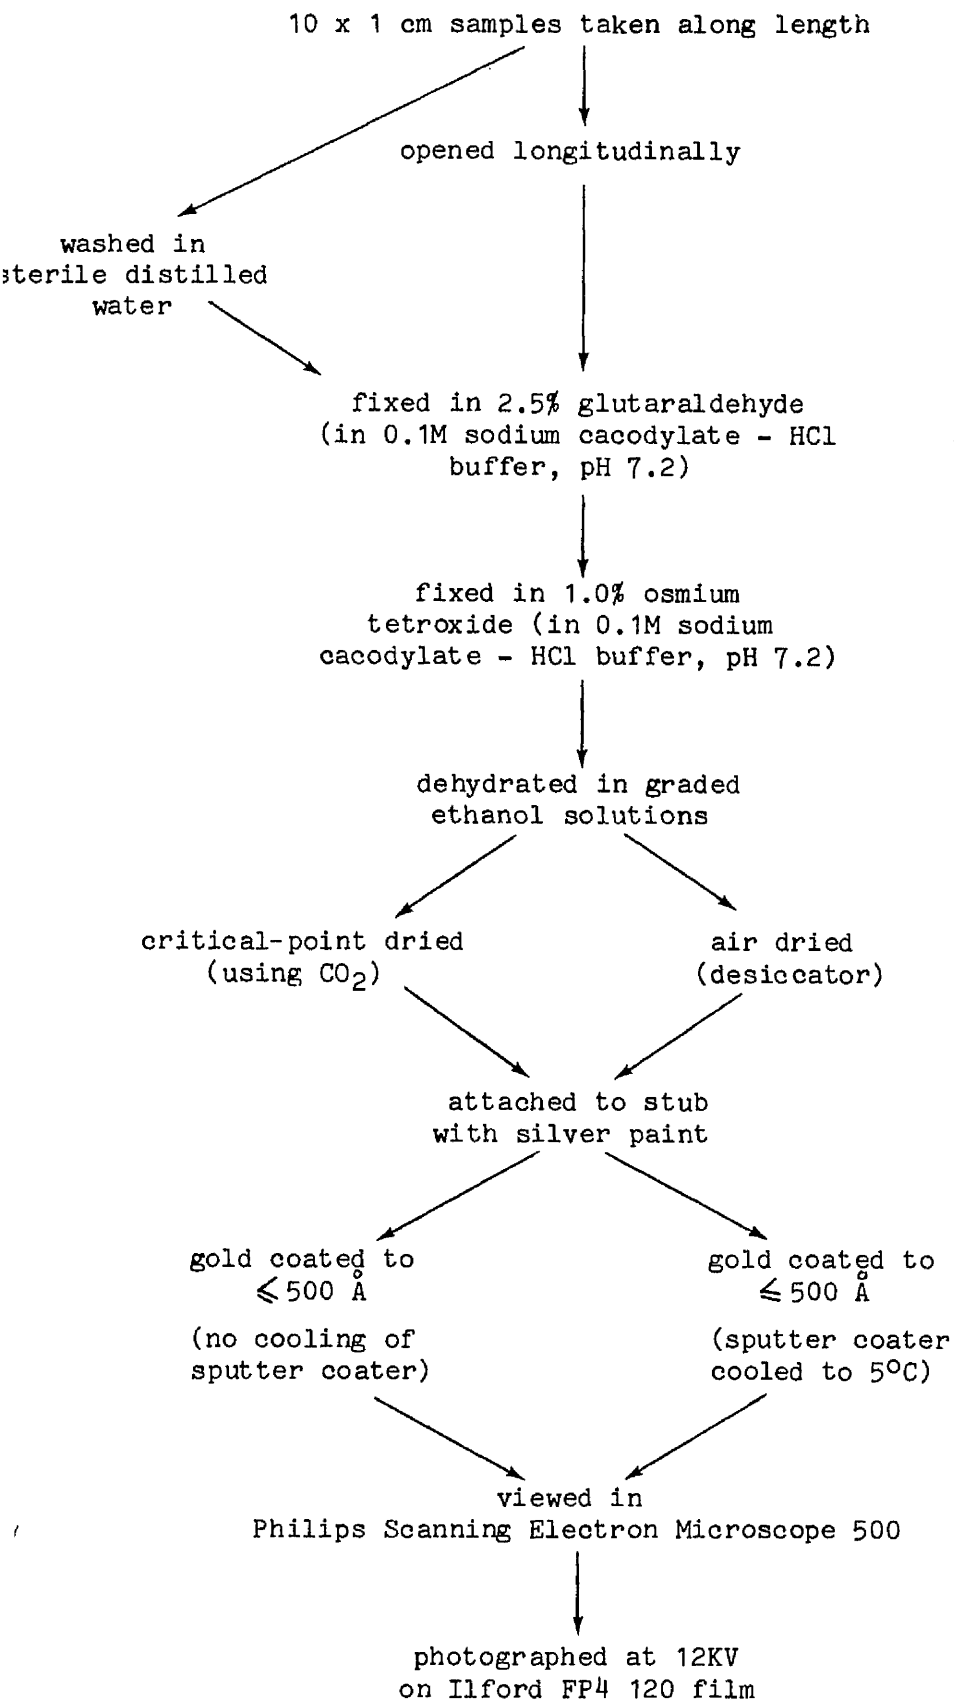 10 x 1 cm samples taken along length
opened longitudinally
washed in
sterile distilled
water
fixed in 2.5% glutaraldehyde
(in 0.1M sodium cacodylate - HCl
buffer, pH 7.2)
fixed in 1.0% osmium
tetroxide (in 0.1M sodium
cacodylate - HCl buffer, pH 7.2)
dehydrated in graded
ethanol solutions
critical-point dried
(using CO₂)
air dried
(desiccator)
attached to stub
with silver paint
gold coated to
⩽ 500 Å
(no cooling of
sputter coater)
gold coated to
⩽ 500 Å
(sputter coater
cooled to 5°C)
viewed in
Philips Scanning Electron Microscope 500
photographed at 12KV
on Ilford FP4 120 film